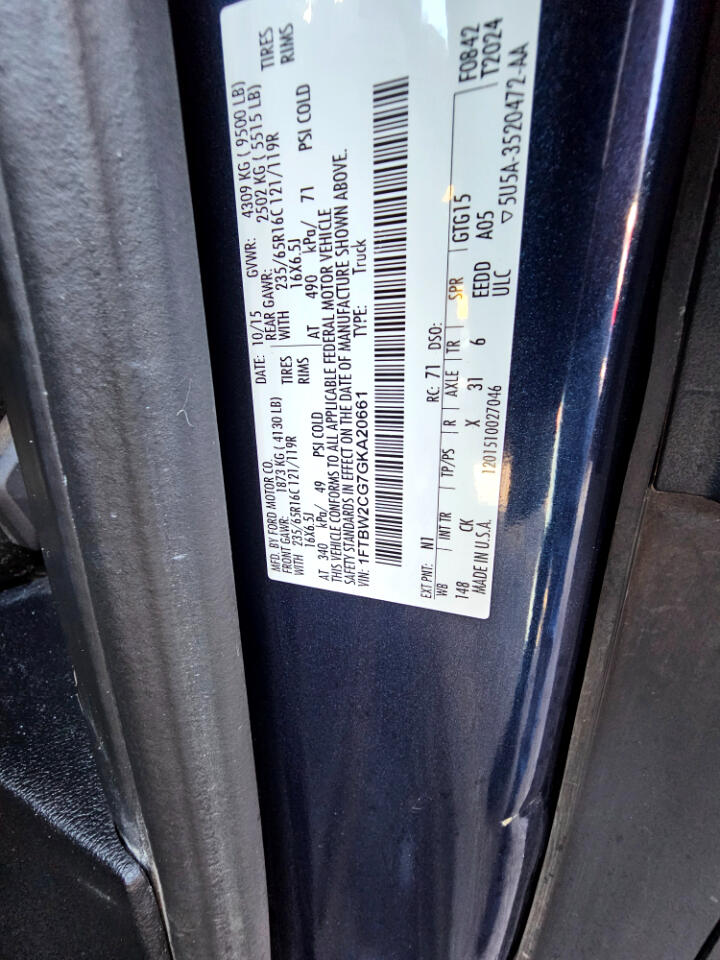 MFD. BY FORD MOTOR CO.
DATE: 10/15 GVWR: 4309 KG ( 9500 LB)
FRONT GAWR: 1873 KG ( 4130 LB) REAR GAWR: 2502 KG ( 5515 LB)
WITH 235/65R16C 121/119R TIRES WITH 235/65R16C 121/119R TIRES
16X6.5J RIMS 16X6.5J RIMS
AT 340 kPa/ 49 PSI COLD AT 490 kPa/ 71 PSI COLD
THIS VEHICLE CONFORMS TO ALL APPLICABLE FEDERAL MOTOR VEHICLE
SAFETY STANDARDS IN EFFECT ON THE DATE OF MANUFACTURE SHOWN ABOVE.
VIN: 1FTBW2CG7GKA20661 TYPE: Truck
F0842
T2024
EXT PNT: N1 RC: 71 DSO:
WB INT TR TP/PS R AXLE TR SPR GTG15
148 CK X 31 6 EEDD A05
MADE IN U.S.A. 1201510027046 ULC
▽ 5U5A-3520472-AA